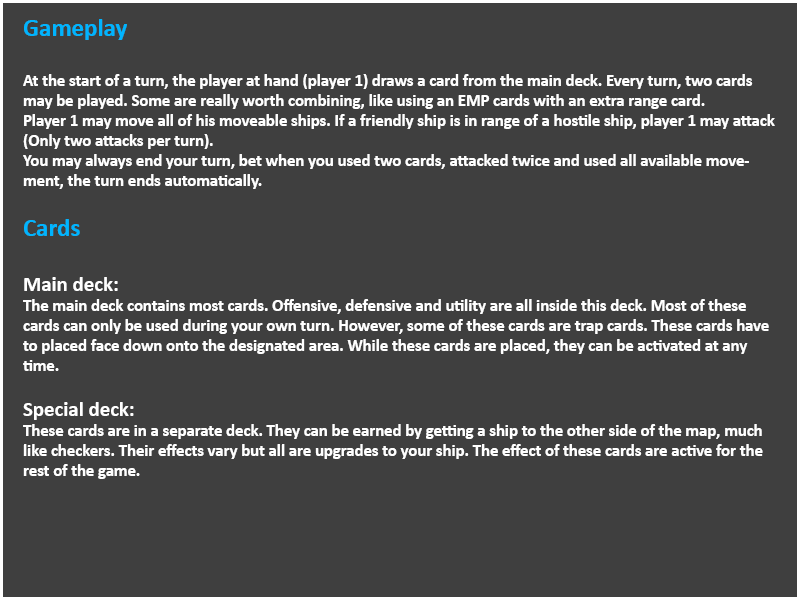 Gameplay
At the start of a turn, the player at hand (player 1) draws a card from the main deck. Every turn, two cards
may be played. Some are really worth combining, like using an EMP cards with an extra range card.
Player 1 may move all of his moveable ships. If a friendly ship is in range of a hostile ship, player 1 may attack
(Only two attacks per turn).
You may always end your turn, bet when you used two cards, attacked twice and used all available move-
ment, the turn ends automatically.
Cards
Main deck:
The main deck contains most cards. Offensive, defensive and utility are all inside this deck. Most of these
cards can only be used during your own turn. However, some of these cards are trap cards. These cards have
to placed face down onto the designated area. While these cards are placed, they can be activated at any
time.
Special deck:
These cards are in a separate deck. They can be earned by getting a ship to the other side of the map, much
like checkers. Their effects vary but all are upgrades to your ship. The effect of these cards are active for the
rest of the game.